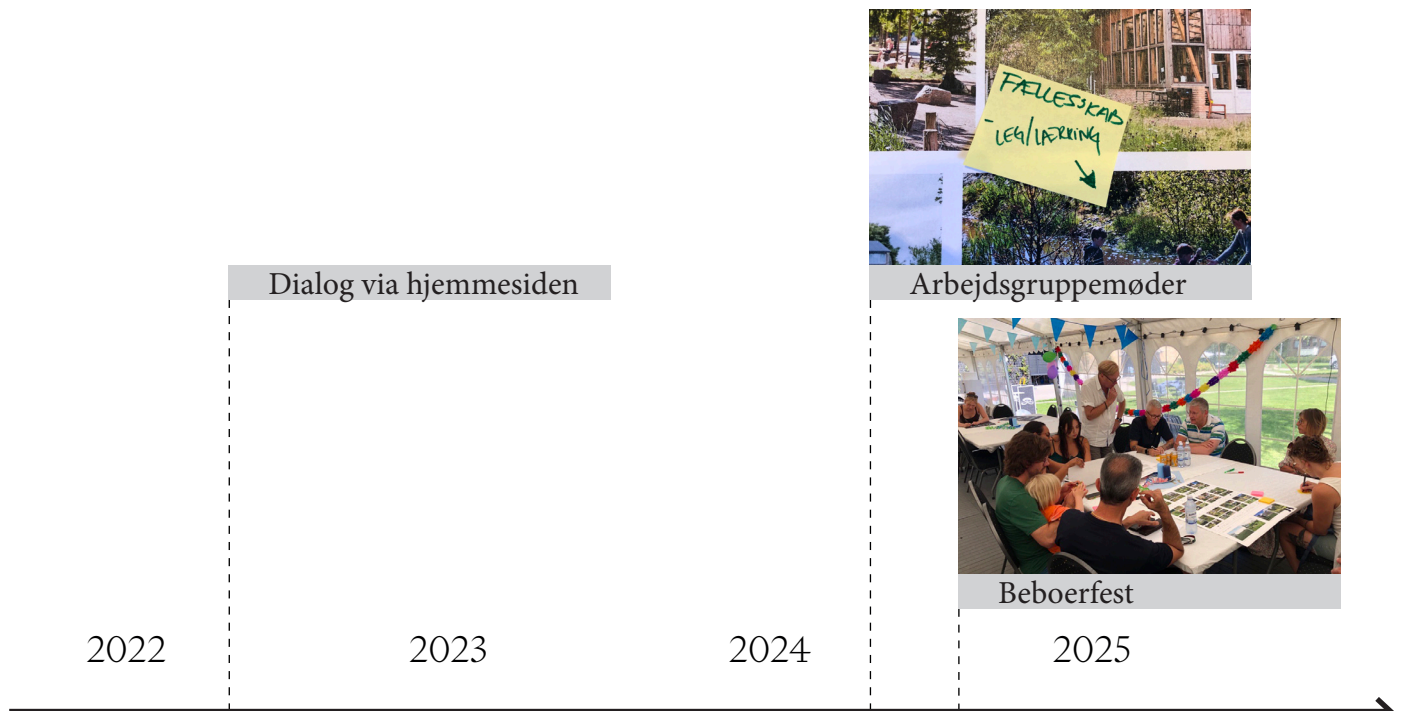 FÆLLESSKAB
- LEG/LÆRING
Dialog via hjemmesiden
Arbejdsgruppemøder
Beboerfest
2022
2023
2024
2025